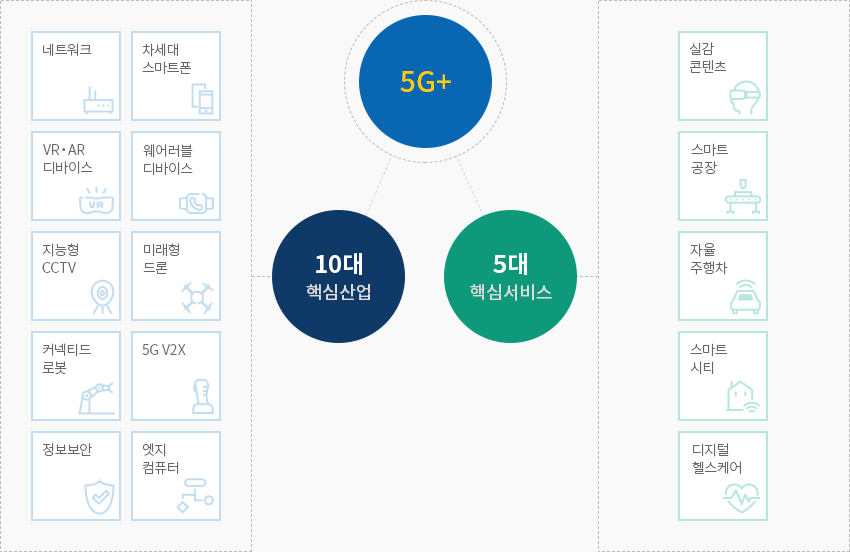 네트워크
차세대
스마트폰
VR·AR
디바이스
웨어러블
디바이스
지능형
CCTV
미래형
드론
커넥티드
로봇
5G V2X
정보보안
엣지
컴퓨터
5G+
10대
핵심산업
5대
핵심서비스
실감
콘텐츠
스마트
공장
자율
주행차
스마트
시티
디지털
헬스케어
VR